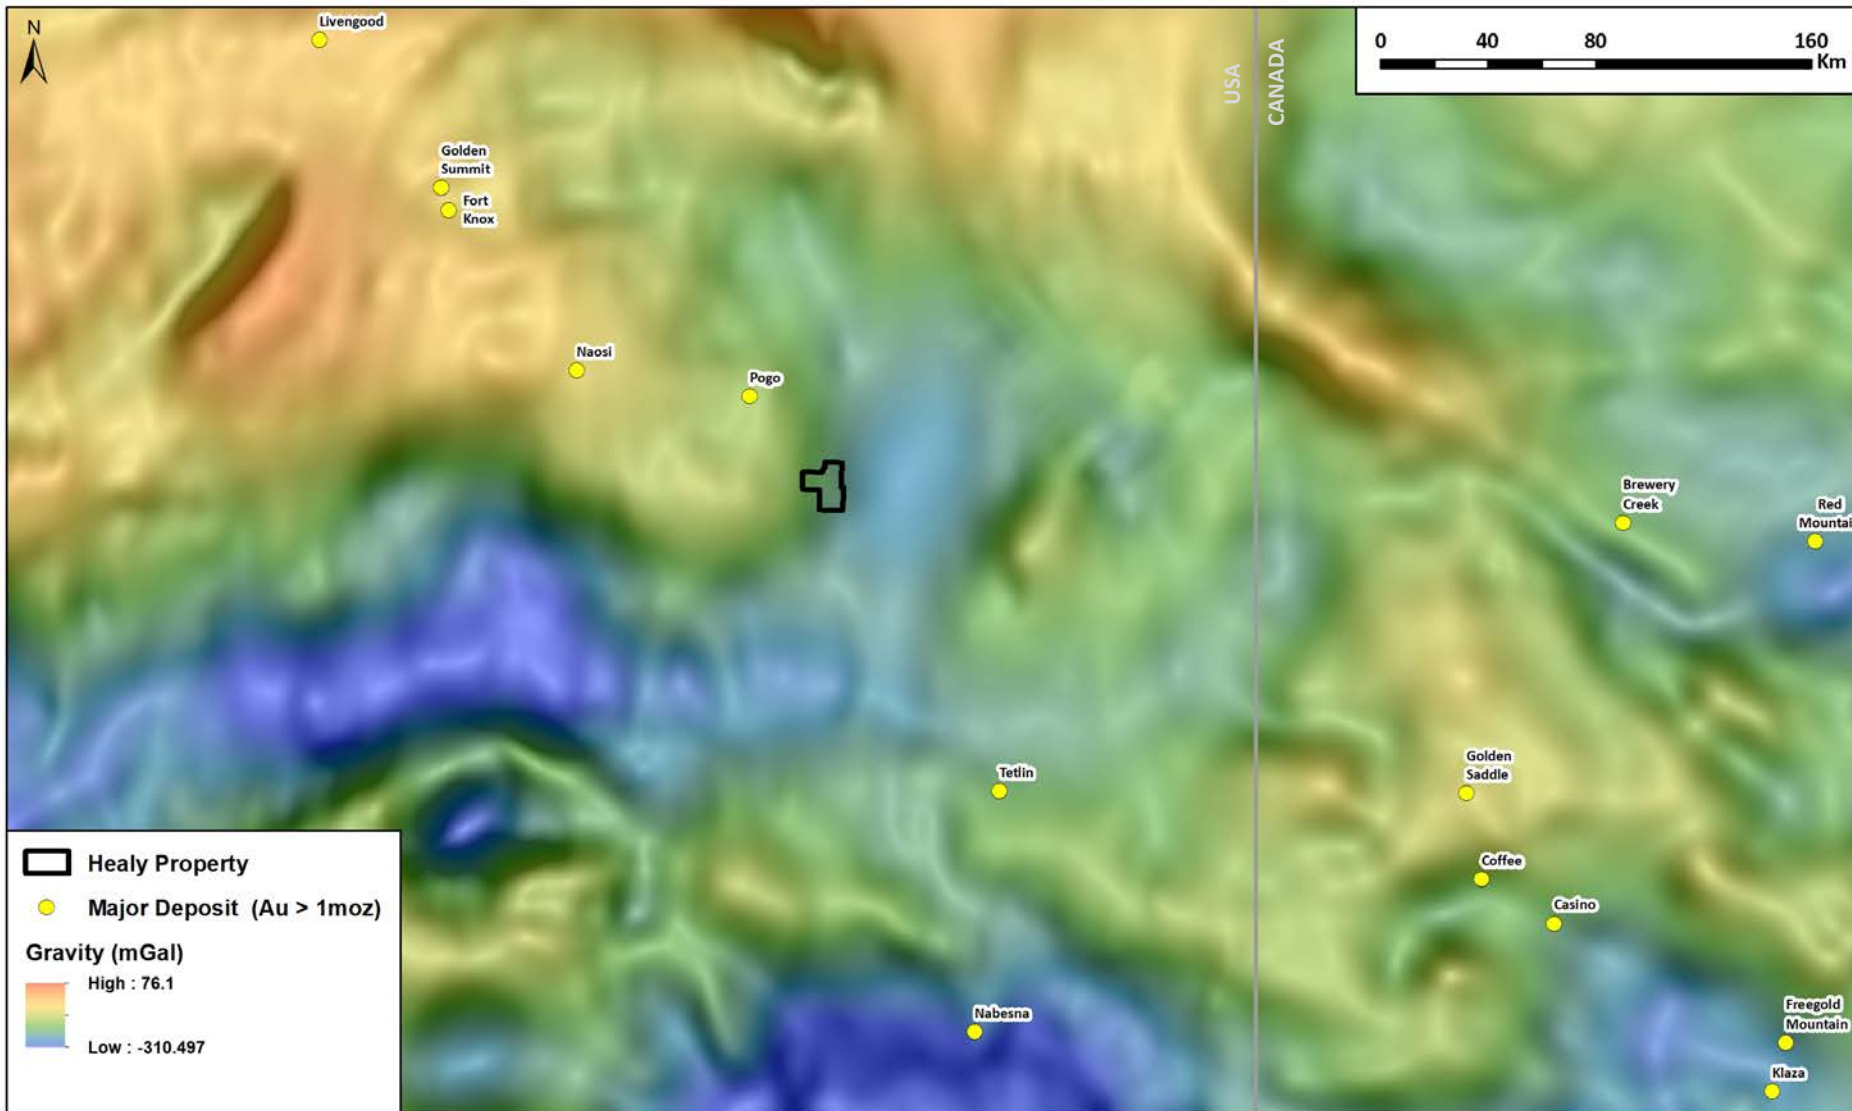 N
Livengood
USA
CANADA
0 40 80 160
Km
Golden
Summit
Fort
Knox
Naosi
Pogo
Brewery
Creek
Red
Mountai
Tetlin
Golden
Saddle
Coffee
Casino
Nabesna
Freegold
Mountain
Klaza
Healy Property
Major Deposit (Au > 1moz)
Gravity (mGal)
High : 76.1
Low : -310.497